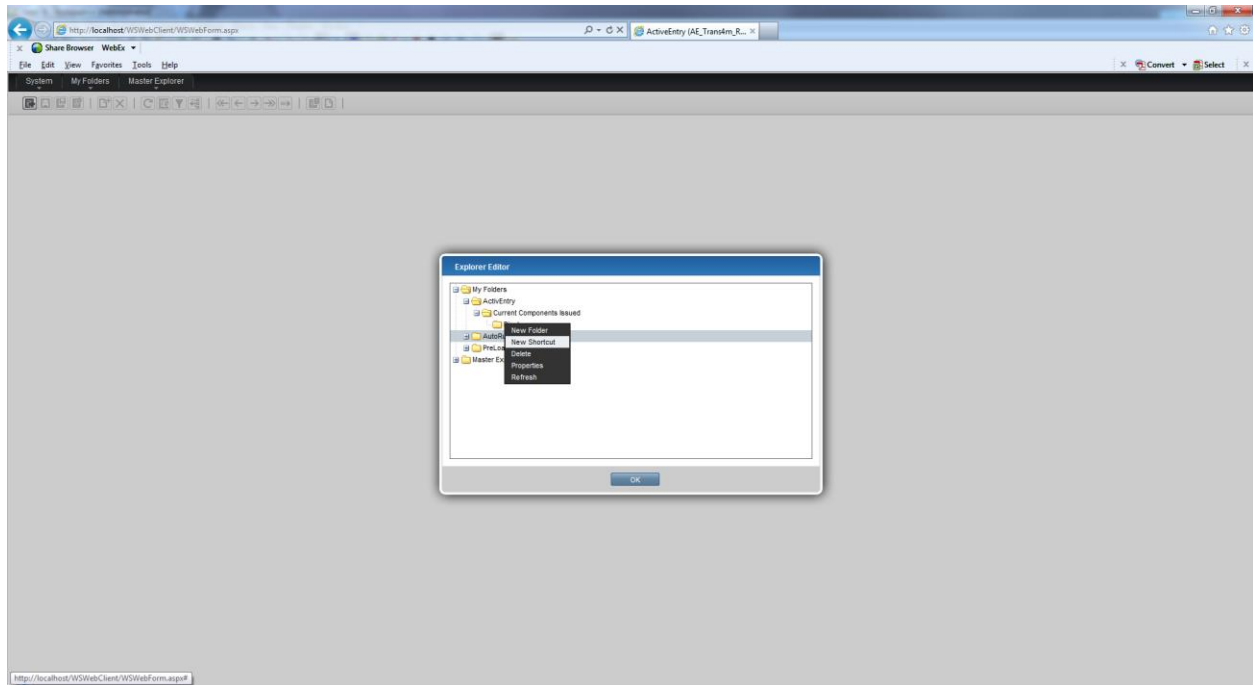 http://localhost/WSWebClient/WSWebForm.aspx
ActiveEntry (AE_Trans4m_R...
Share Browser WebEx
File Edit View Favorites Tools Help
Convert Select
System My Folders Master Explorer
Explorer Editor
My Folders
ActivEntry
Current Components Issued
New Folder
New Shortcut
Delete
Properties
Refresh
OK
http://localhost/WSWebClient/WSWebForm.aspx#